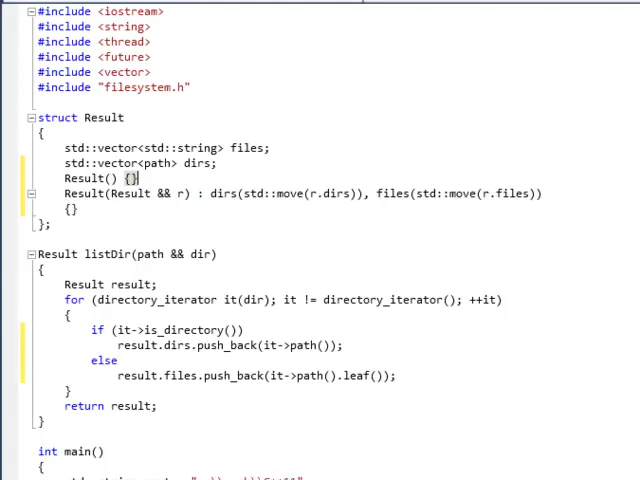 #include <iostream>
#include <string>
#include <thread>
#include <future>
#include <vector>
#include "filesystem.h"
struct Result
{
std::vector<std::string> files;
std::vector<path> dirs;
Result() {}
Result(Result && r) : dirs(std::move(r.dirs)), files(std::move(r.files))
{}
};
Result listDir(path && dir)
{
Result result;
for (directory_iterator it(dir); it != directory_iterator(); ++it)
{
if (it->is_directory())
result.dirs.push_back(it->path());
else
result.files.push_back(it->path().leaf());
}
return result;
}
int main()
{